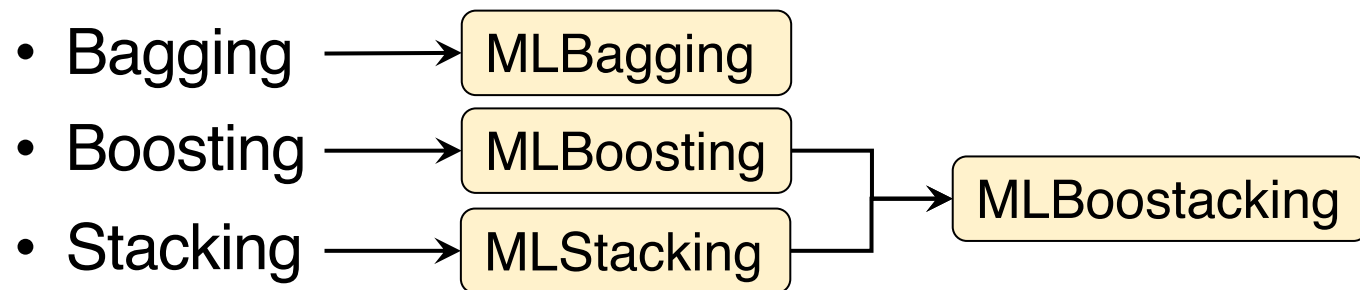 • Bagging MLBagging
• Boosting MLBoosting
MLBoostacking
• Stacking MLStacking